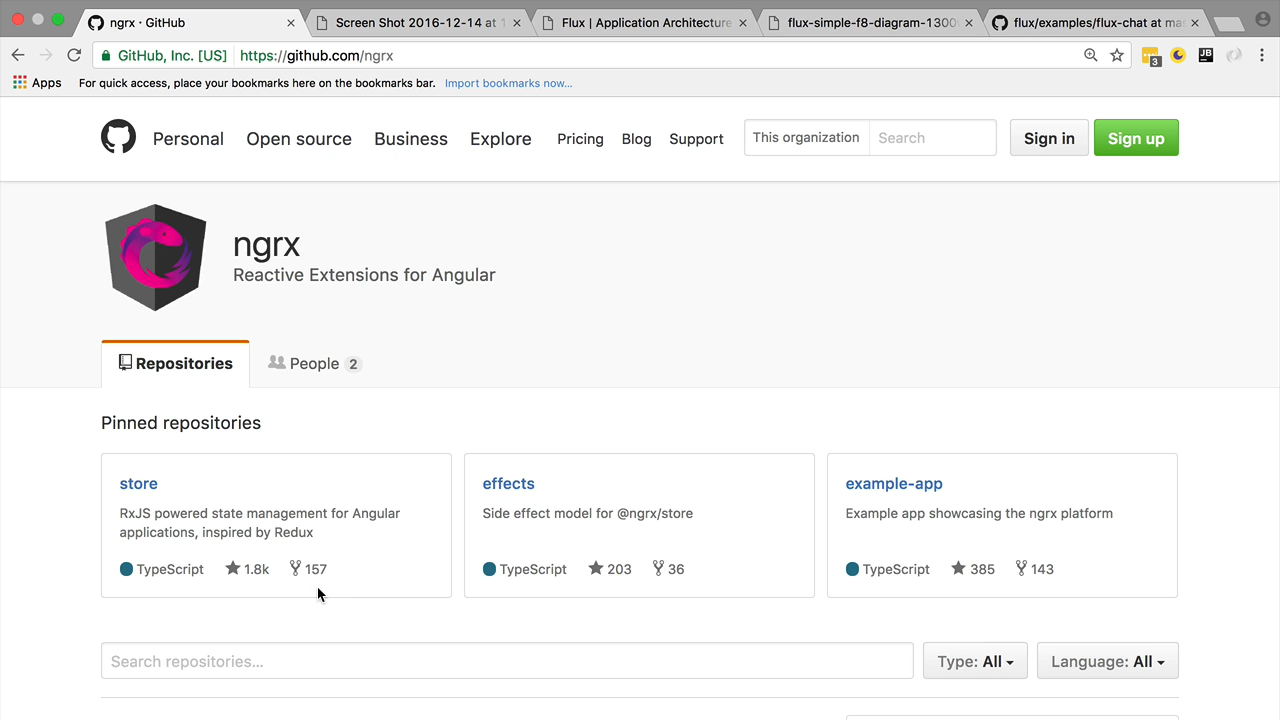 ngrx · GitHub
Screen Shot 2016-12-14 at 1
Flux | Application Architecture
flux-simple-f8-diagram-1300
flux/examples/flux-chat at mas
GitHub, Inc. [US] https://github.com/ngrx
3
JB
Apps For quick access, place your bookmarks here on the bookmarks bar. Import bookmarks now...
Personal Open source Business Explore Pricing Blog Support This organization Search Sign in Sign up
ngrx
Reactive Extensions for Angular
Repositories People 2
Pinned repositories
store
RxJS powered state management for Angular
applications, inspired by Redux
TypeScript 1.8k 157
effects
Side effect model for @ngrx/store
TypeScript 203 36
example-app
Example app showcasing the ngrx platform
TypeScript 385 143
Search repositories... Type: All Language: All